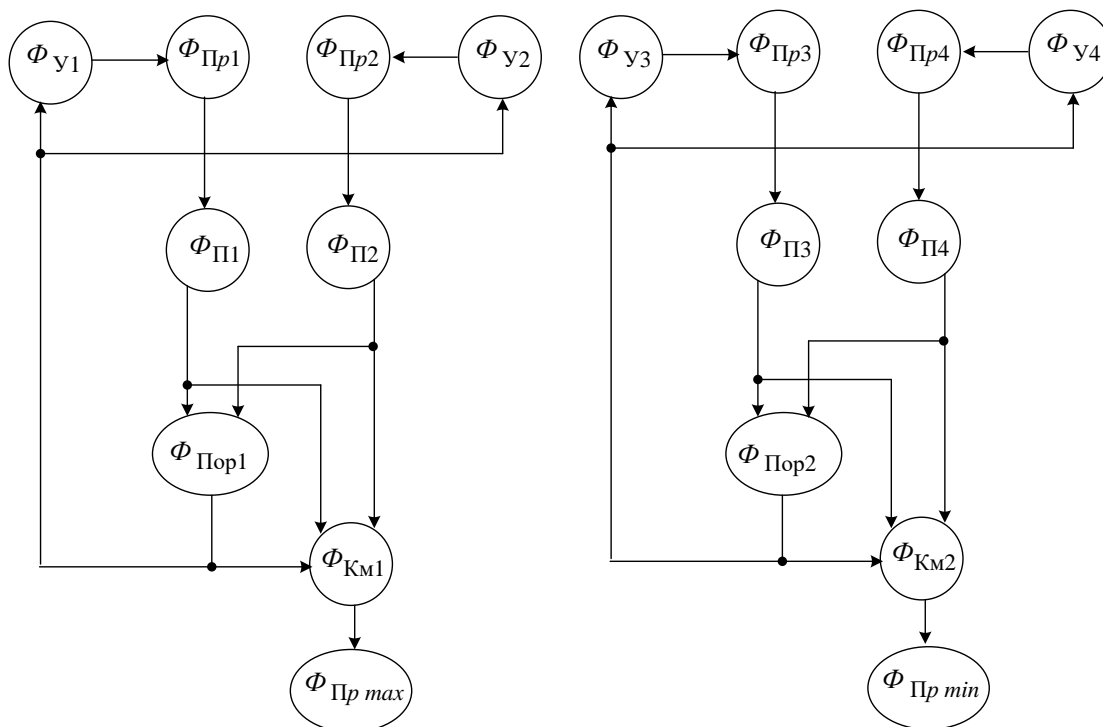 Φ У1
Φ Пр1
Φ Пр2
Φ У2
Φ У3
Φ Пр3
Φ Пр4
Φ У4
Φ П1
Φ П2
Φ П3
Φ П4
Φ Пор1
Φ Пор2
Φ Км1
Φ Км2
Φ Пр max
Φ Пр min